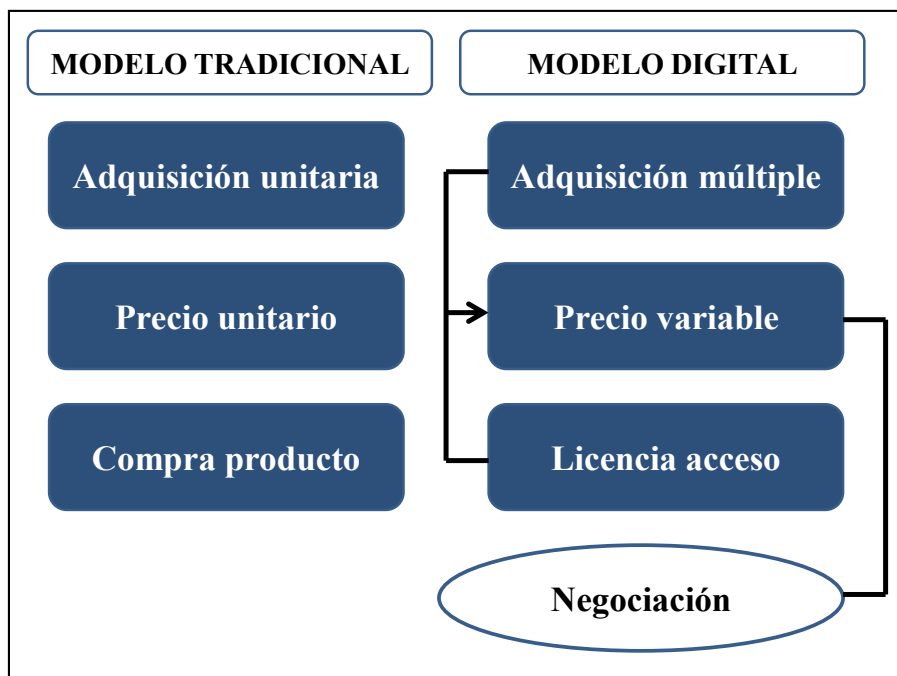 MODELO TRADICIONAL
MODELO DIGITAL
Adquisición unitaria
Adquisición múltiple
Precio unitario
Precio variable
Compra producto
Licencia acceso
Negociación